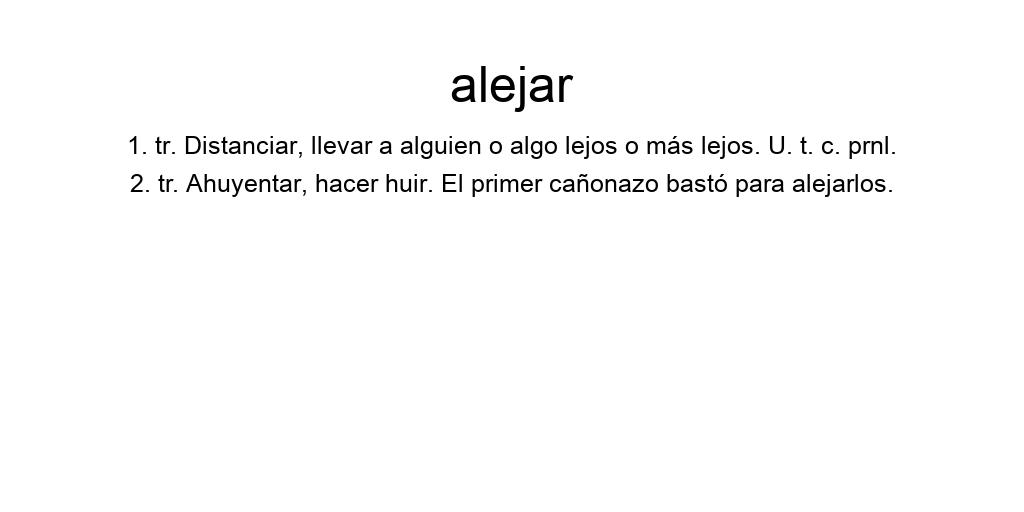 alejar
1. tr. Distanciar, llevar a alguien o algo lejos o más lejos. U. t. c. prnl.
2. tr. Ahuyentar, hacer huir. El primer cañonazo bastó para alejarlos.